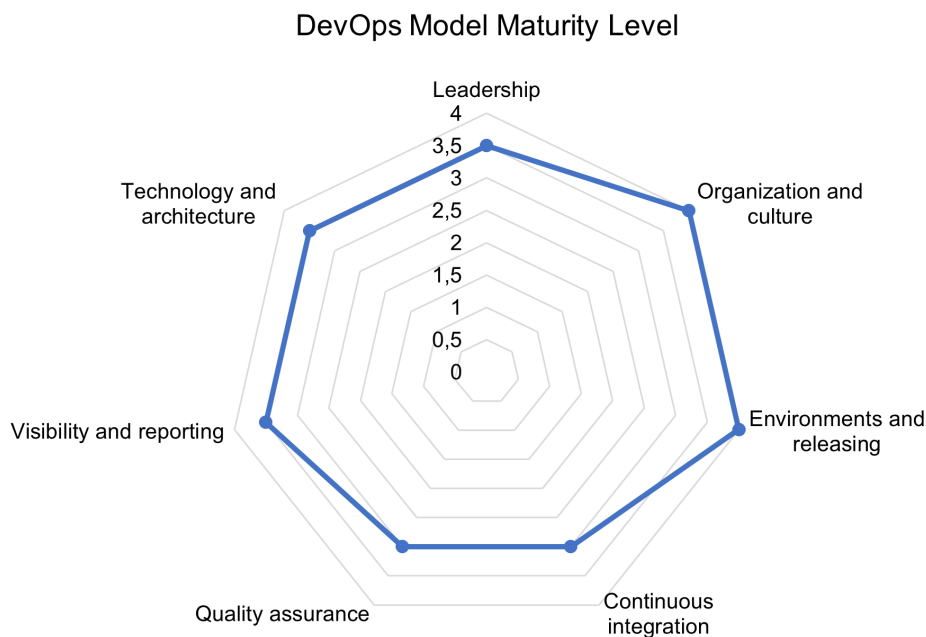 DevOps Model Maturity Level
Leadership
4
3,5
3
2,5
2
1,5
1
0,5
0
Organization and
culture
Environments and
releasing
Continuous
integration
Quality assurance
Visibility and reporting
Technology and
architecture